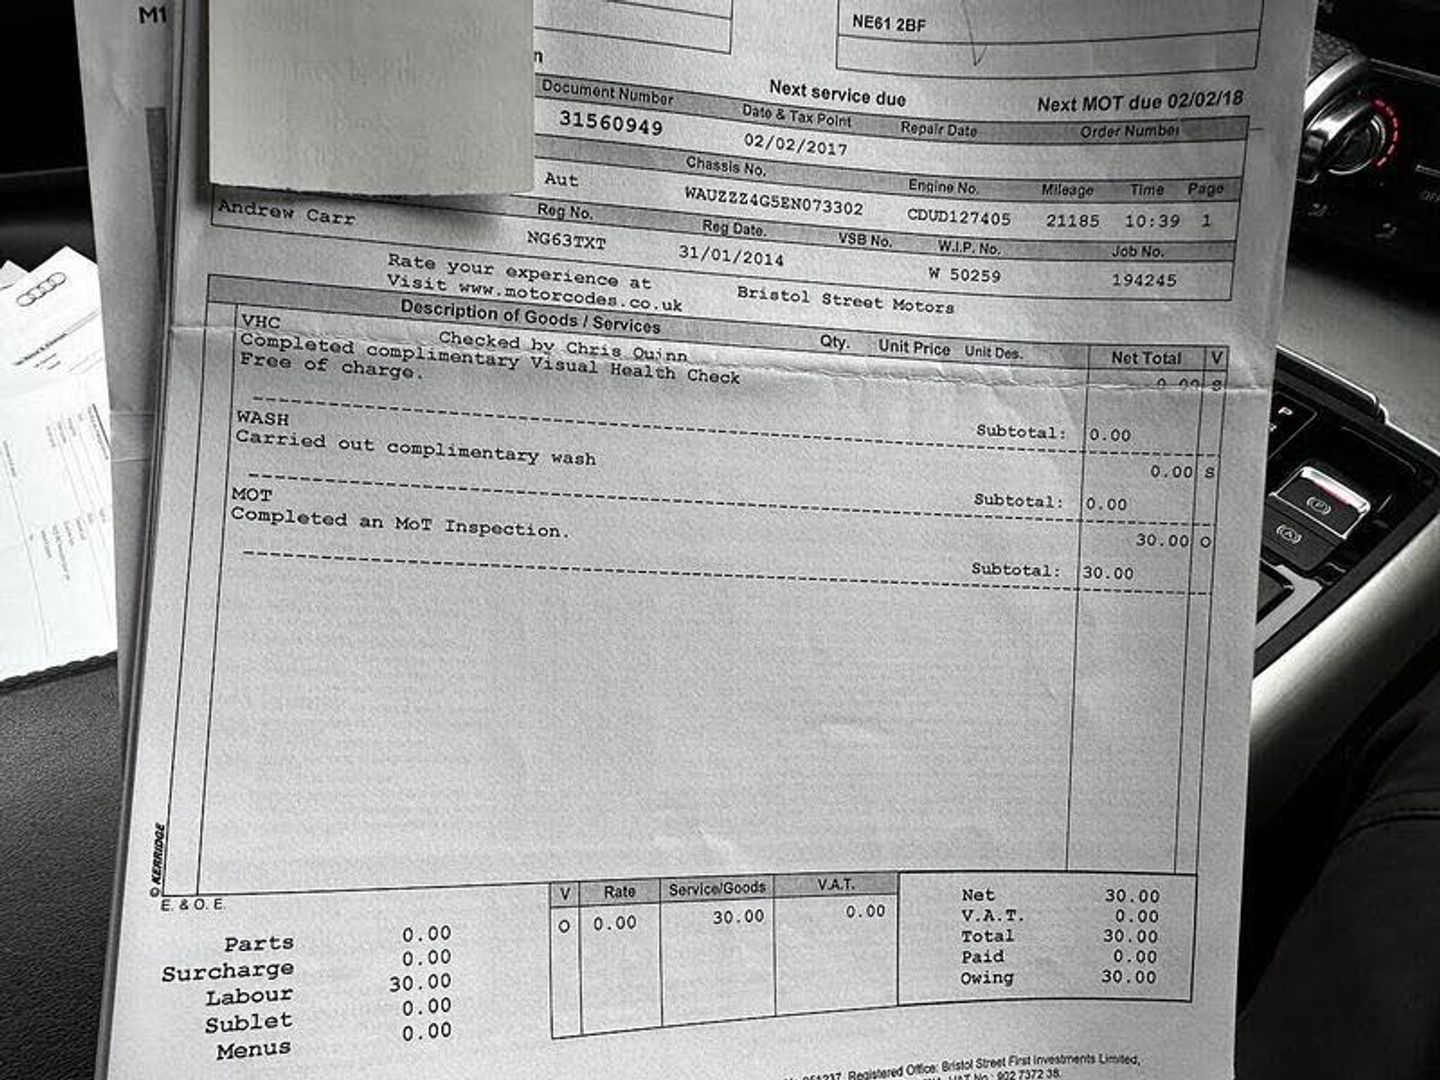 M1
NE61 2BF
n
Next service due
Next MOT due 02/02/18
Document Number Date & Tax Point Repair Date Order Number
31560949 02/02/2017
Chassis No. Engine No. Mileage Time Page
Aut WAUZZZ4G5EN073302 CDUD127405 21185 10:39 1
Reg No. Reg Date. VSB No. W.I.P. No. Job No.
Andrew Carr NG63TXT 31/01/2014 W 50259 194245
Rate your experience at
Visit www.motorcodes.co.uk Bristol Street Motors
Description of Goods / Services Qty. Unit Price Unit Des. Net Total V
VHC Checked by Chris Quinn 0.00 S
Completed complimentary Visual Health Check
Free of charge.
Subtotal: 0.00
WASH 0.00 S
Carried out complimentary wash
Subtotal: 0.00
MOT 30.00 O
Completed an MoT Inspection.
Subtotal: 30.00
© KERRIDGE
E. & O. E.
Parts 0.00
Surcharge 0.00
Labour 30.00
Sublet 0.00
Menus 0.00
V Rate Service/Goods V.A.T.
O 0.00 30.00 0.00
Net 30.00
V.A.T. 0.00
Total 30.00
Paid 0.00
Owing 30.00
Registered Office: Bristol Street First Investments Limited,
VAT No.: 902 7372 38.
P
(P)
(A)